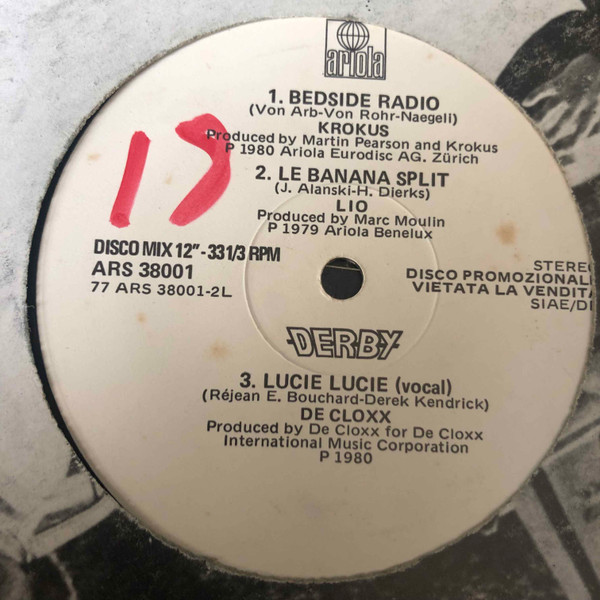 ariola
1. BEDSIDE RADIO
(Von Arb-Von Rohr-Naegeli)
KROKUS
Produced by Martin Pearson and Krokus
P 1980 Ariola Eurodisc AG. Zürich
2. LE BANANA SPLIT
(J. Alanski-H. Dierks)
LIO
Produced by Marc Moulin
P 1979 Ariola Benelux
13
DISCO MIX 12"-33 1/3 RPM
ARS 38001
77 ARS 38001-2L
STEREO
DISCO PROMOZIONALE
VIETATA LA VENDITA
SIAE/
DERBY
3. LUCIE LUCIE (vocal)
(Réjean E. Bouchard-Derek Kendrick)
DE CLOXX
Produced by De Cloxx for De Cloxx
International Music Corporation
P 1980